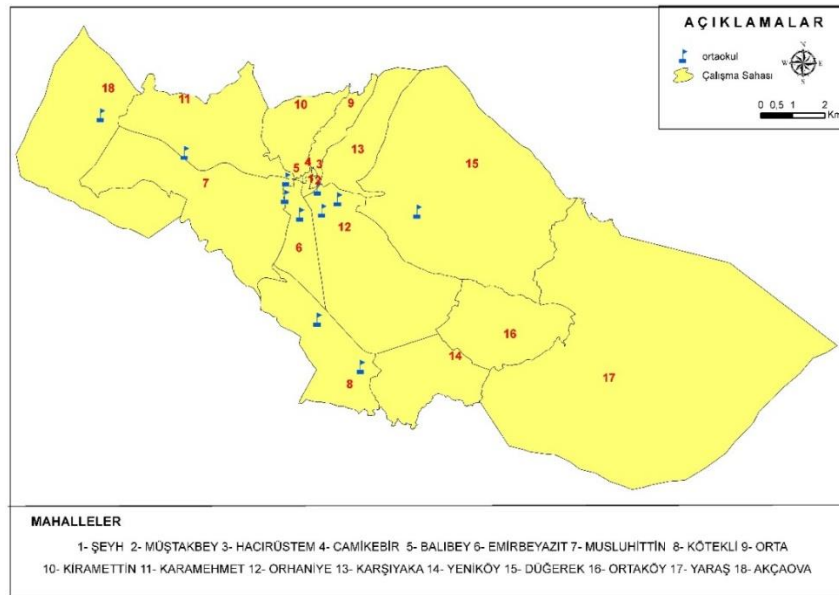 AÇIKLAMALAR
N
W E
S
ortaokul
Çalışma Sahası
0 0,5 1 2
Km
18
11
10
9
13
15
4 3
5
12
7
12
6
16
14
17
8
MAHALLELER
1- ŞEYH 2- MÜŞTAKBEY 3- HACIRÜSTEM 4- CAMİKEBİR 5- BALIBEY 6- EMİRBEYAZIT 7- MUSLUHİTTİN 8- KÖTEKLİ 9- ORTA
10- KİRAMETTİN 11- KARAMEHMET 12- ORHANİYE 13- KARŞIYAKA 14- YENİKÖY 15- DÜĞEREK 16- ORTAKÖY 17- YARAŞ 18- AKÇAOVA